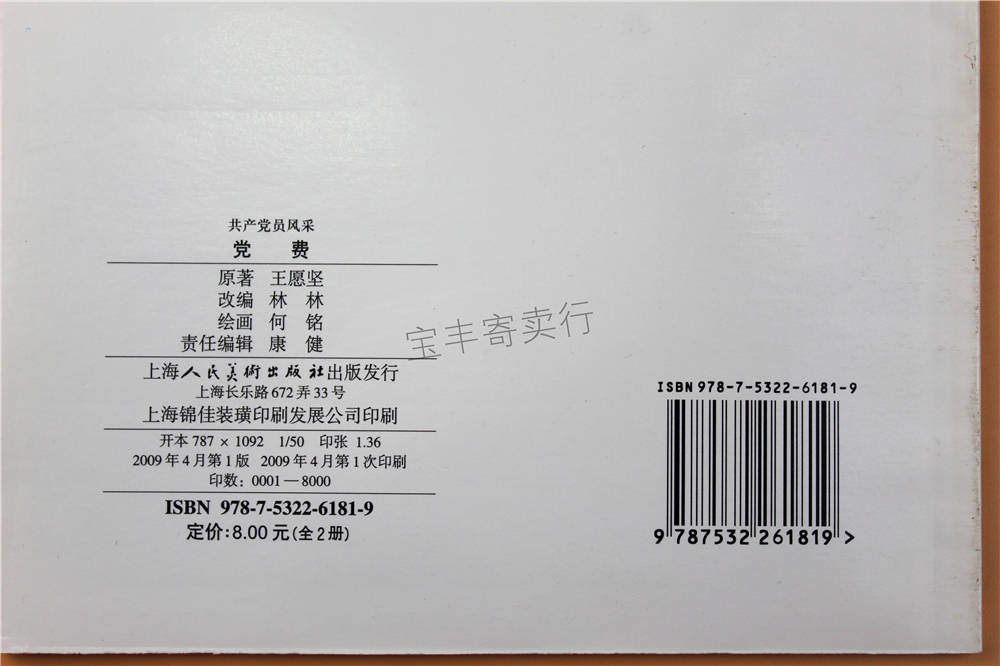 共产党员风采
党 费
原著 王愿坚
改编 林 林
绘画 何 铭
责任编辑 康 健
上海人民美術出版社出版发行
上海长乐路672弄33号
上海锦佳装璜印刷发展公司印刷
开本 787 × 1092 1/50 印张 1.36
2009年4月第1版 2009年4月第1次印刷
印数: 0001—8000
ISBN 978-7-5322-6181-9
定价:8.00元(全2册)
宝丰寄卖行
ISBN 978-7-5322-6181-9
9 787532 261819 >